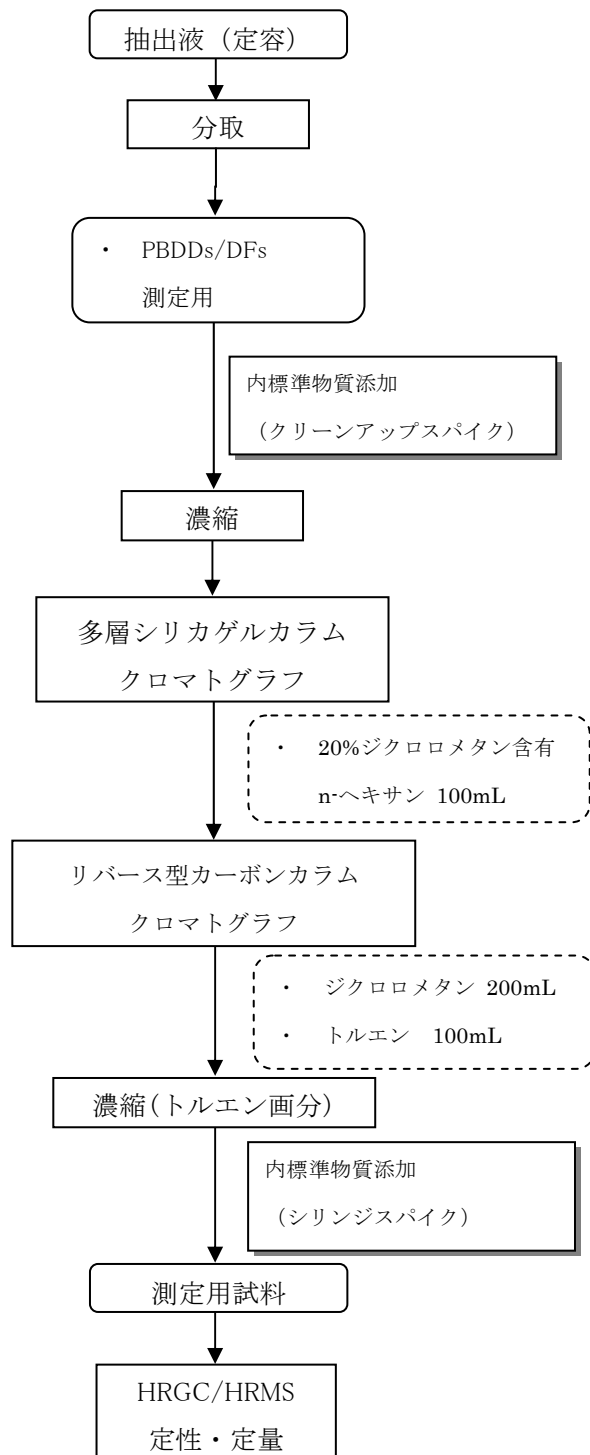 抽出液（定容）
分取
・ PBDDs/DFs
測定用
内標準物質添加
（クリーンアップスパイク）
濃縮
多層シリカゲルカラム
クロマトグラフ
・ 20%ジクロロメタン含有
n-ヘキサン 100mL
リバース型カーボンカラム
クロマトグラフ
・ ジクロロメタン 200mL
・ トルエン 100mL
濃縮(トルエン画分)
内標準物質添加
（シリンジスパイク）
測定用試料
HRGC/HRMS
定性・定量